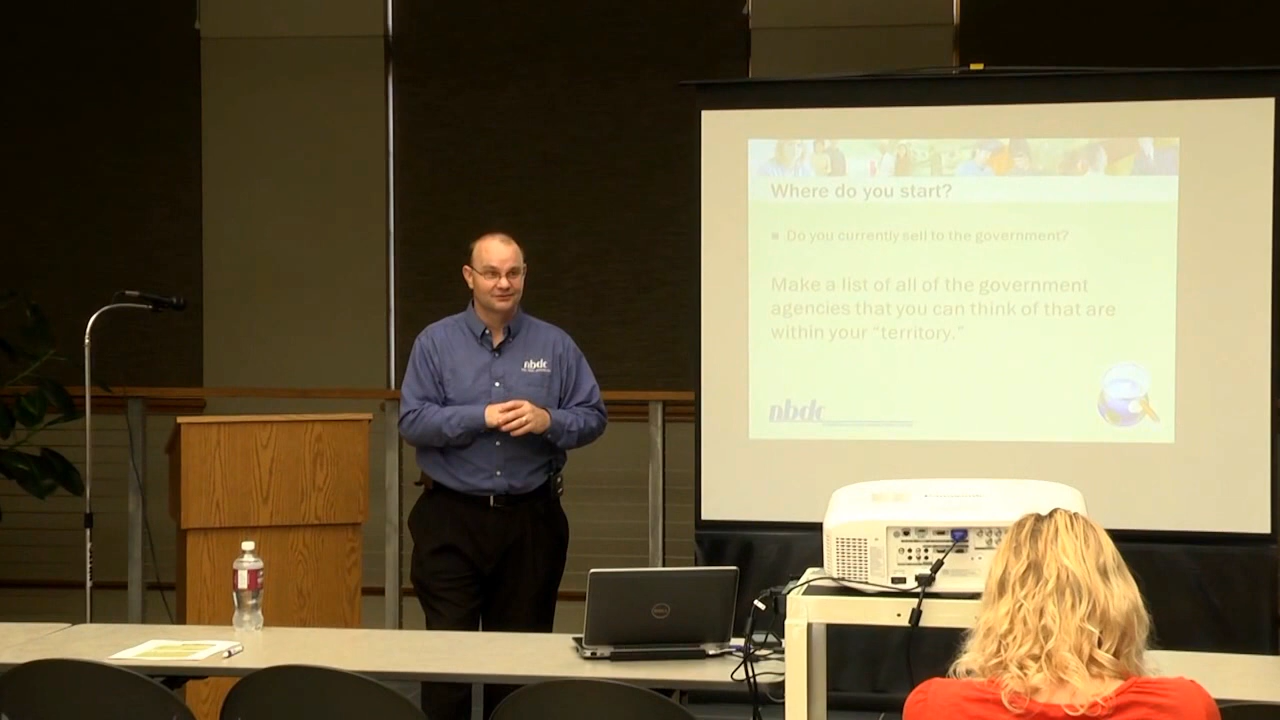 Where do you start?
Do you currently sell to the government?
Make a list of all of the government
agencies that you can think of that are
within your “territory.”
nbdc
nbdc
DELL